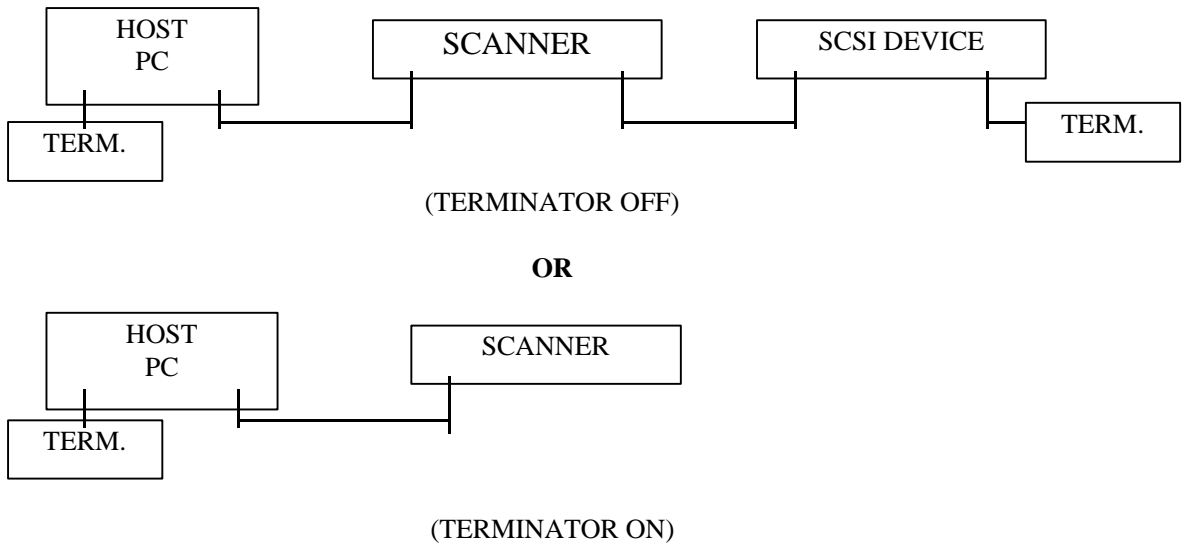 HOST
PC
SCANNER
SCSI DEVICE
TERM.
TERM.
(TERMINATOR OFF)
OR
HOST
PC
SCANNER
TERM.
(TERMINATOR ON)